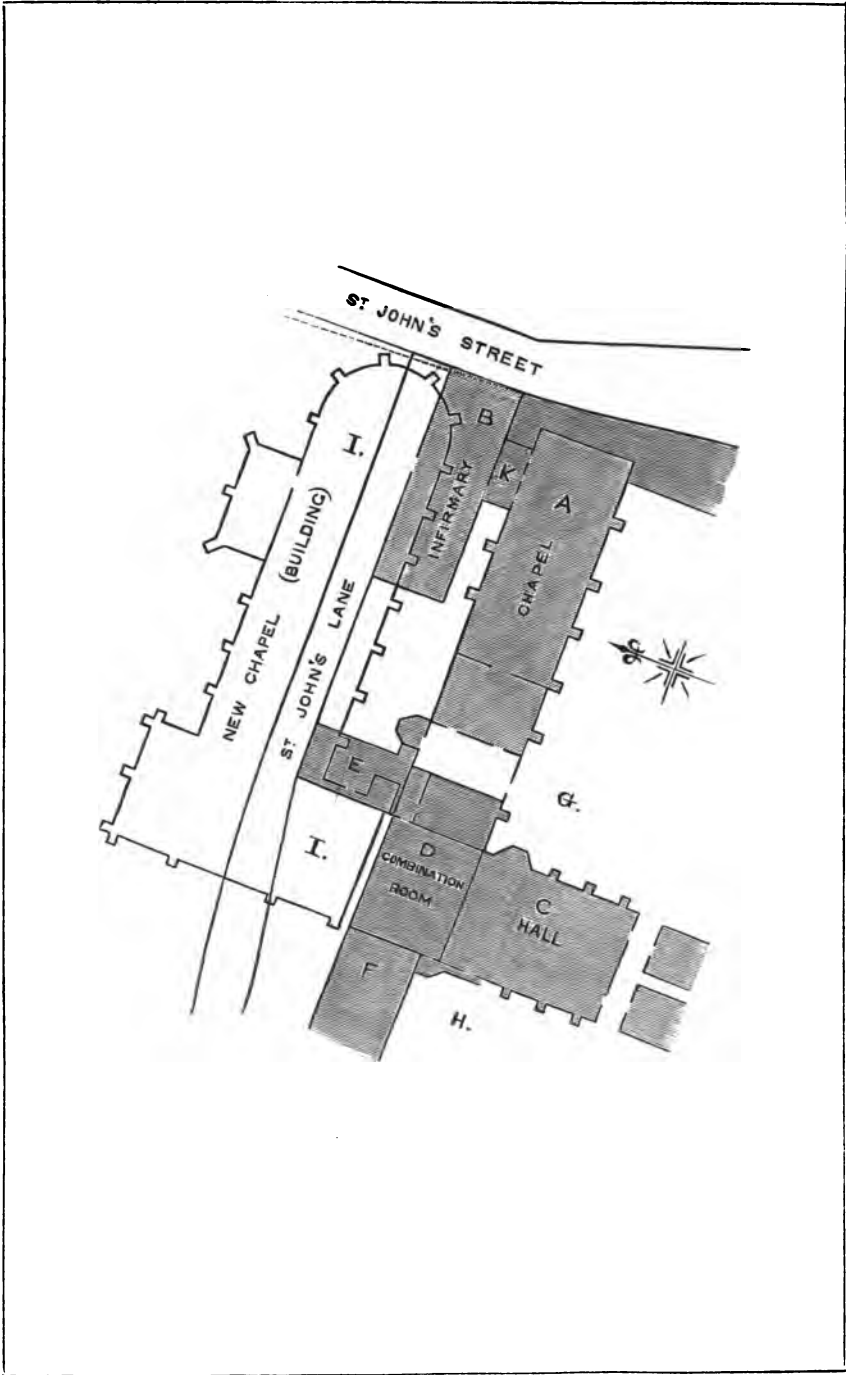 ST JOHN'S STREET
I.
B
INFIRMARY
K
A
CHAPEL
NEW CHAPEL (BUILDING)
ST JOHN'S LANE
E
G.
I.
D
COMBINATION
ROOM
C
HALL
F
H.